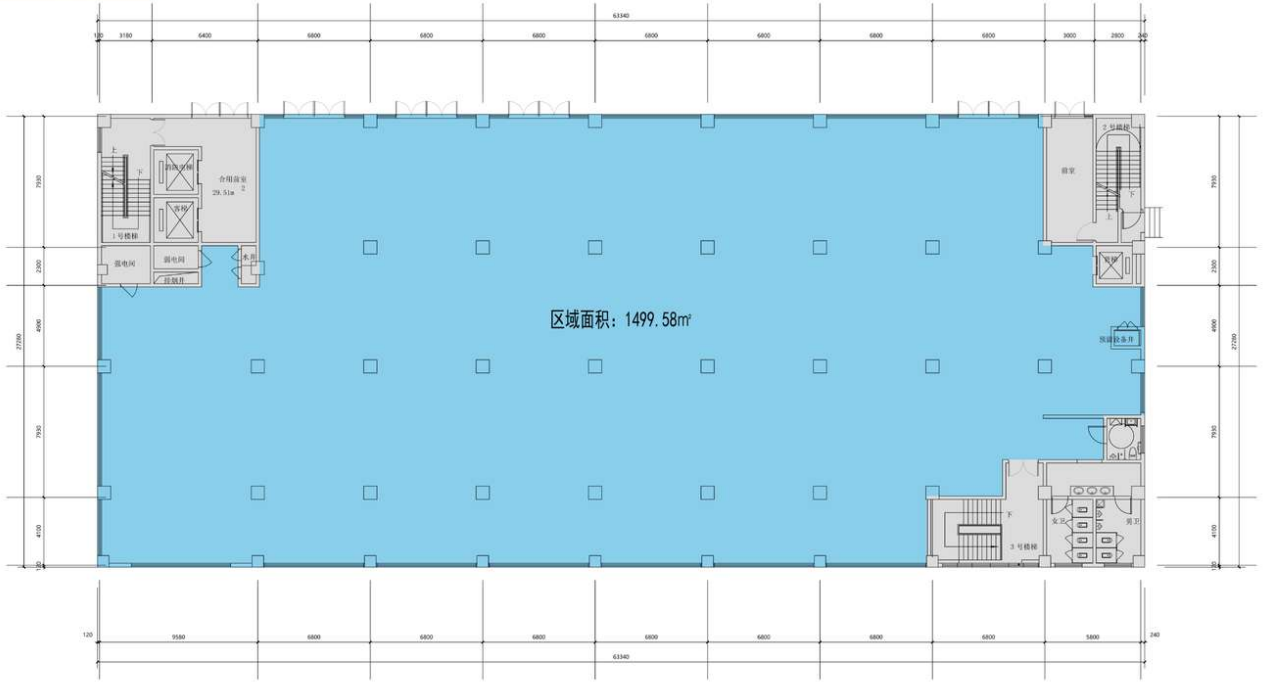 63340
120 3180 6400 6800 6800 6800 6800 6800 6800 6800 3000 2800 240
2号楼梯
上
消防电梯
下
合用前室
29.51m
2
前室
7930
7930
客梯
下
上
1号楼梯
弱电间
强电间
水井
货梯
2300
2300
排烟井
区域面积：1499.58㎡
4900
4900
27280
27280
预留设备井
7930
7930
下
女卫
男卫
3号楼梯
4100
4100
120
120
120 9580 6800 6800 6800 6800 6800 6800 6800 5800 240
63340